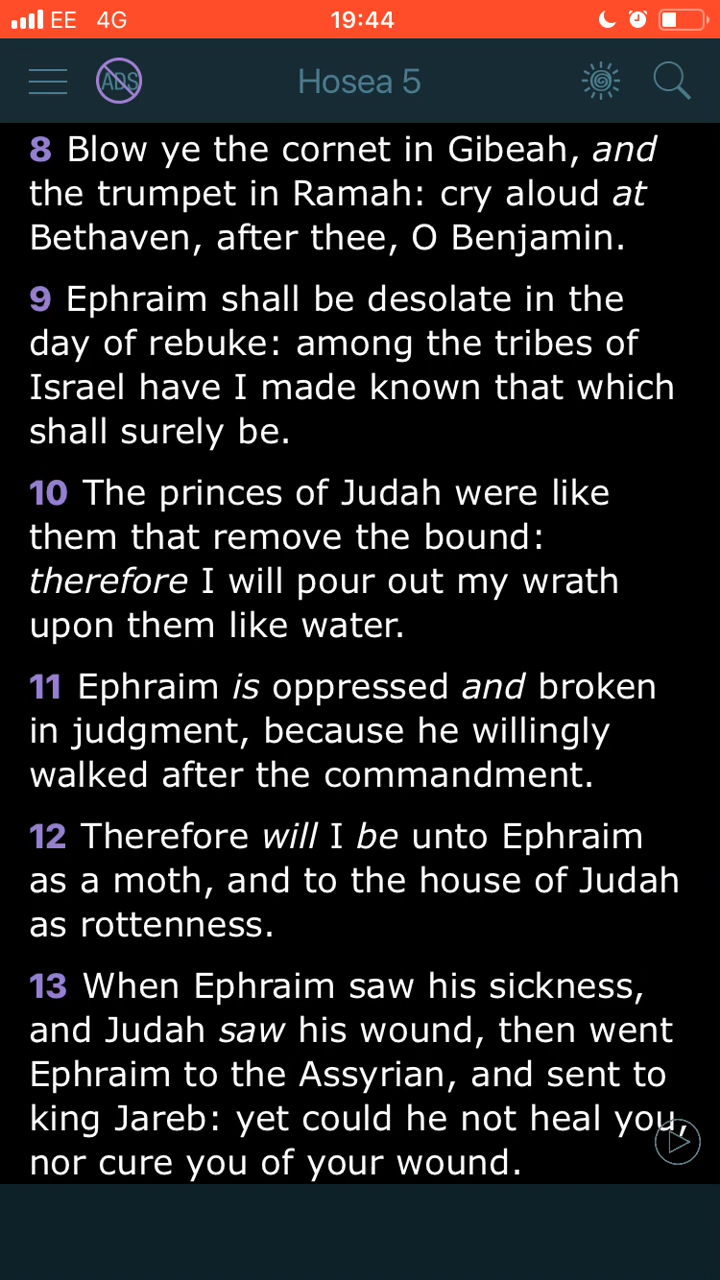 EE 4G 19:44
ADS Hosea 5
8 Blow ye the cornet in Gibeah, and
the trumpet in Ramah: cry aloud at
Bethaven, after thee, O Benjamin.
9 Ephraim shall be desolate in the
day of rebuke: among the tribes of
Israel have I made known that which
shall surely be.
10 The princes of Judah were like
them that remove the bound:
therefore I will pour out my wrath
upon them like water.
11 Ephraim is oppressed and broken
in judgment, because he willingly
walked after the commandment.
12 Therefore will I be unto Ephraim
as a moth, and to the house of Judah
as rottenness.
13 When Ephraim saw his sickness,
and Judah saw his wound, then went
Ephraim to the Assyrian, and sent to
king Jareb: yet could he not heal you,
nor cure you of your wound.